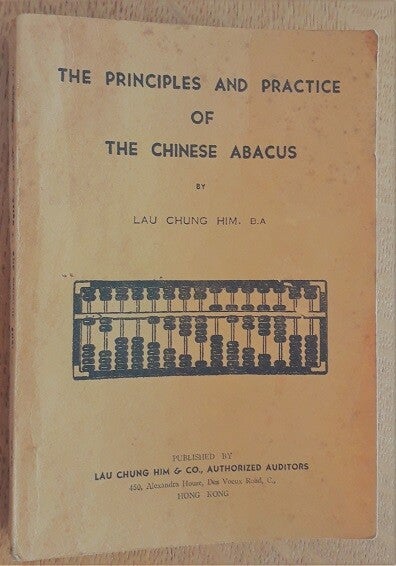 THE PRINCIPLES AND PRACTICE
OF
THE CHINESE ABACUS
BY
LAU CHUNG HIM. B.A
PUBLISHED BY
LAU CHUNG HIM & CO., AUTHORIZED AUDITORS
450, Alexandra House, Des Voeux Road, C.,
HONG KONG